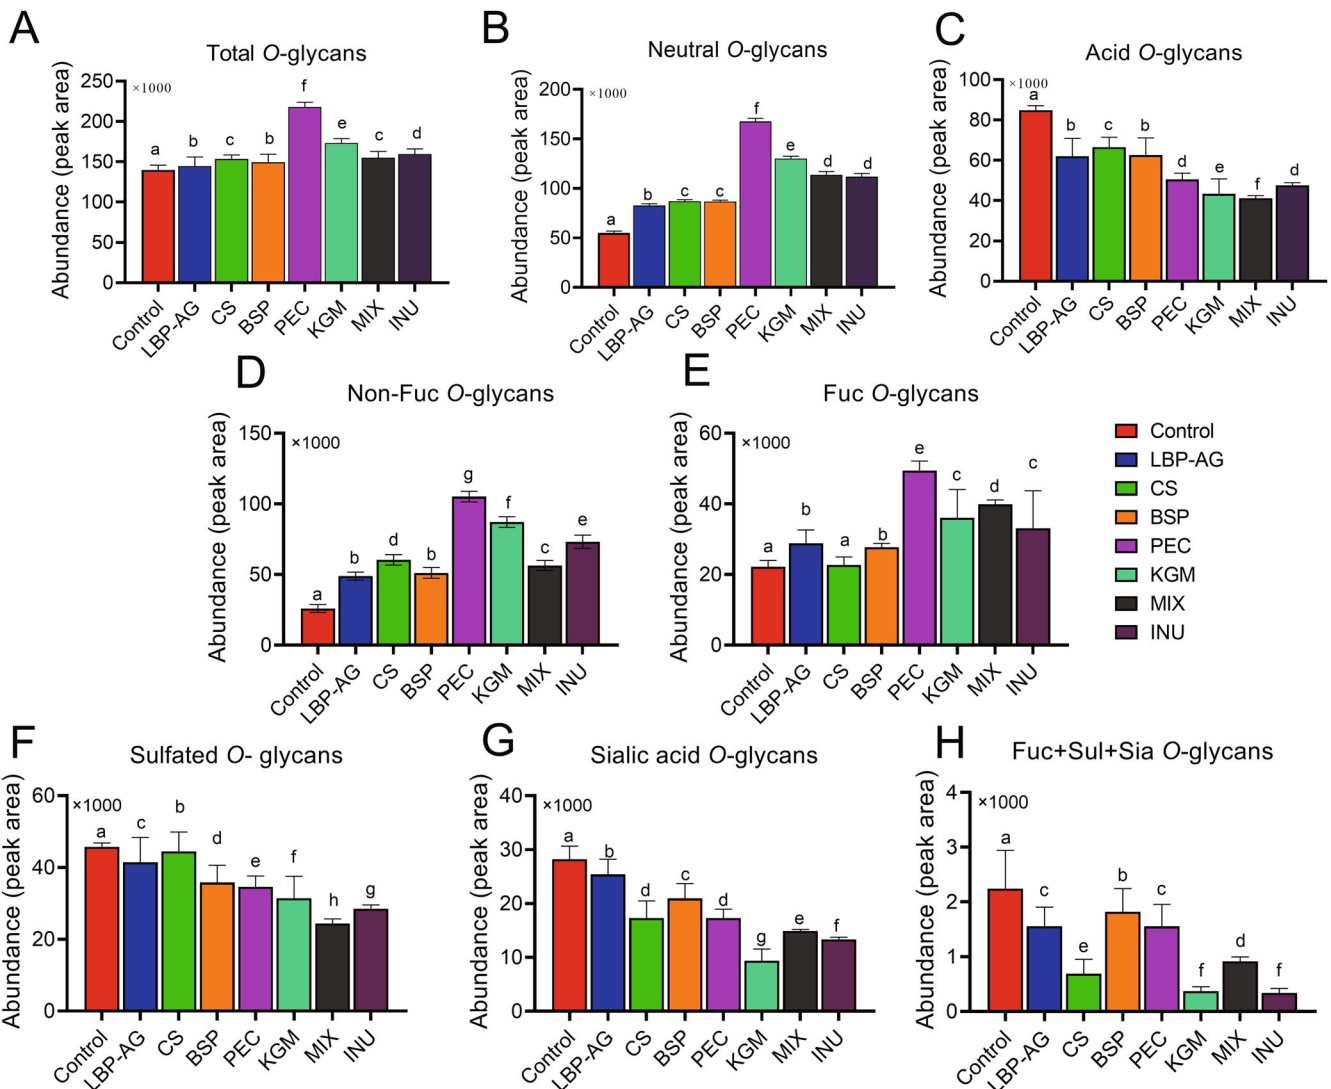 A
Total O-glycans
Abundance (peak area)
×1000
250
200
150
100
50
0
a b c b f e c d
Control LBP-AG CS BSP PEC KGM MIX INU
B
Neutral O-glycans
Abundance (peak area)
×1000
200
150
100
50
0
a b c c f e d d
Control LBP-AG CS BSP PEC KGM MIX INU
C
Acid O-glycans
Abundance (peak area)
×1000
100
80
60
40
20
0
a b c b d e f d
Control LBP-AG CS BSP PEC KGM MIX INU
D
Non-Fuc O-glycans
Abundance (peak area)
×1000
150
100
50
0
a b d b g f c e
Control LBP-AG CS BSP PEC KGM MIX INU
E
Fuc O-glycans
Abundance (peak area)
×1000
60
40
20
0
a b a b e c d c
Control LBP-AG CS BSP PEC KGM MIX INU
Control
LBP-AG
CS
BSP
PEC
KGM
MIX
INU
F
Sulfated O- glycans
Abundance (peak area)
×1000
60
40
20
0
a c b d e f h g
Control LBP-AG CS BSP PEC KGM MIX INU
G
Sialic acid O-glycans
Abundance (peak area)
×1000
40
30
20
10
0
a b d c d g e f
Control LBP-AG CS BSP PEC KGM MIX INU
H
Fuc+Sul+Sia O-glycans
Abundance (peak area)
×1000
4
3
2
1
0
a c e b c f d f
Control LBP-AG CS BSP PEC KGM MIX INU